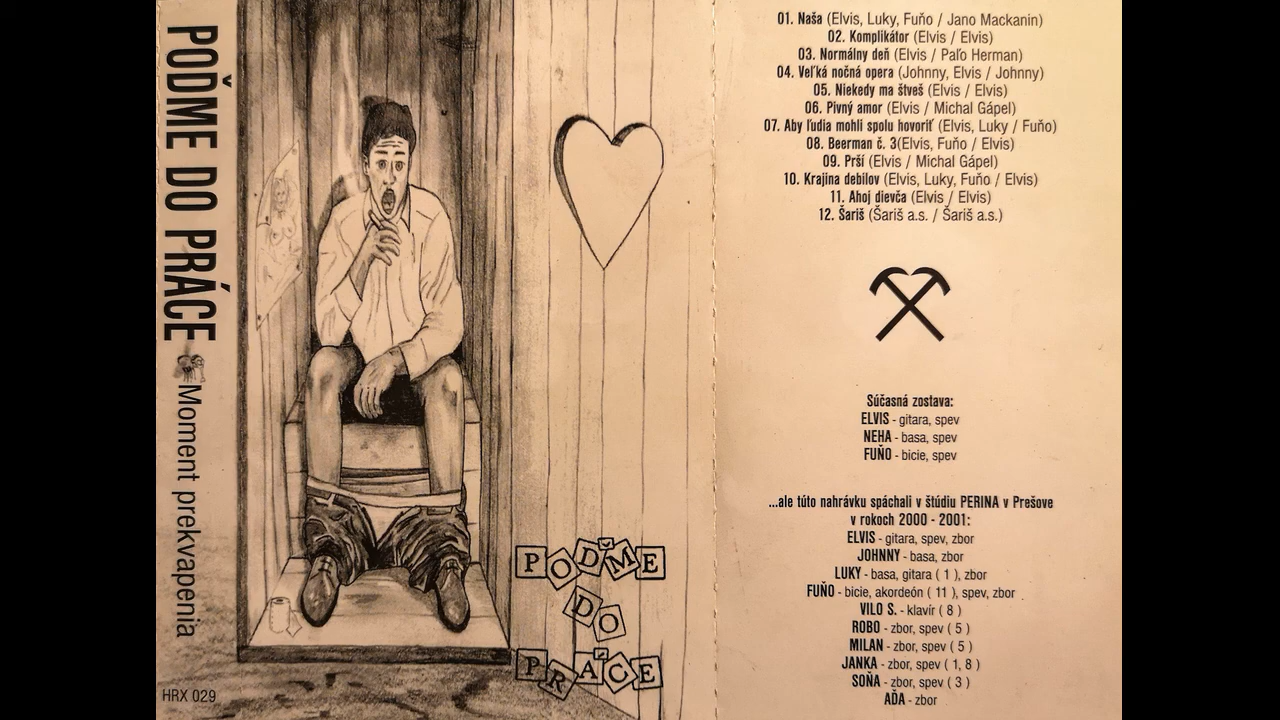 POĎME DO PRÁCE Moment prekvapenia
HRX 029
POĎME
DO
PRÁCE
01. Naša (Elvis, Luky, Fuňo / Jano Mackanin)
02. Komplikátor (Elvis / Elvis)
03. Normálny deň (Elvis / Paľo Herman)
04. Veľká nočná opera (Johnny, Elvis / Johnny)
05. Niekedy ma štveš (Elvis / Elvis)
06. Pivný amor (Elvis / Michal Gápel)
07. Aby ľudia mohli spolu hovoriť (Elvis, Luky / Fuňo)
08. Beerman č. 3(Elvis, Fuňo / Elvis)
09. Prší (Elvis / Michal Gápel)
10. Krajina debilov (Elvis, Luky, Fuňo / Elvis)
11. Ahoj dievča (Elvis / Elvis)
12. Šariš (Šariš a.s. / Šariš a.s.)
Súčasná zostava:
ELVIS - gitara, spev
NEHA - basa, spev
FUŇO - bicie, spev
...ale túto nahrávku spáchali v štúdiu PERINA v Prešove
v rokoch 2000 - 2001:
ELVIS - gitara, spev, zbor
JOHNNY - basa, zbor
LUKY - basa, gitara ( 1 ), zbor
FUŇO - bicie, akordeón ( 11 ), spev, zbor
VILO S. - klavír ( 8 )
ROBO - zbor, spev ( 5 )
MILAN - zbor, spev ( 5 )
JANKA - zbor, spev ( 1, 8 )
SOŇA - zbor, spev ( 3 )
AĎA - zbor